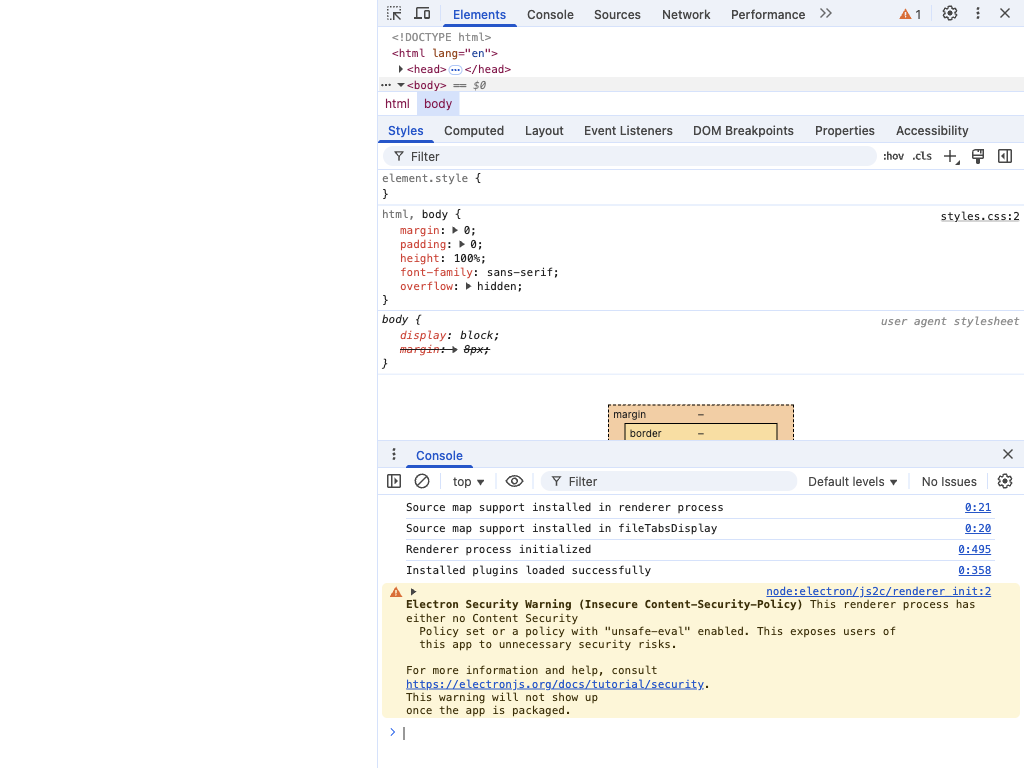 Elements Console Sources Network Performance 1
<!DOCTYPE html>
<html lang="en">
<head> </head>
<body> == $0
html body
Styles Computed Layout Event Listeners DOM Breakpoints Properties Accessibility
Filter :hov .cls
element.style {
}
html, body { styles.css:2
margin: 0;
padding: 0;
height: 100%;
font-family: sans-serif;
overflow: hidden;
}
body { user agent stylesheet
display: block;
margin: 8px;
}
margin –
border –
Console
top Filter Default levels No Issues
Source map support installed in renderer process 0:21
Source map support installed in fileTabsDisplay 0:20
Renderer process initialized 0:495
Installed plugins loaded successfully 0:358
node:electron/js2c/renderer_init:2
Electron Security Warning (Insecure Content-Security-Policy) This renderer process has
either no Content Security
Policy set or a policy with "unsafe-eval" enabled. This exposes users of
this app to unnecessary security risks.
For more information and help, consult
https://electronjs.org/docs/tutorial/security.
This warning will not show up
once the app is packaged.